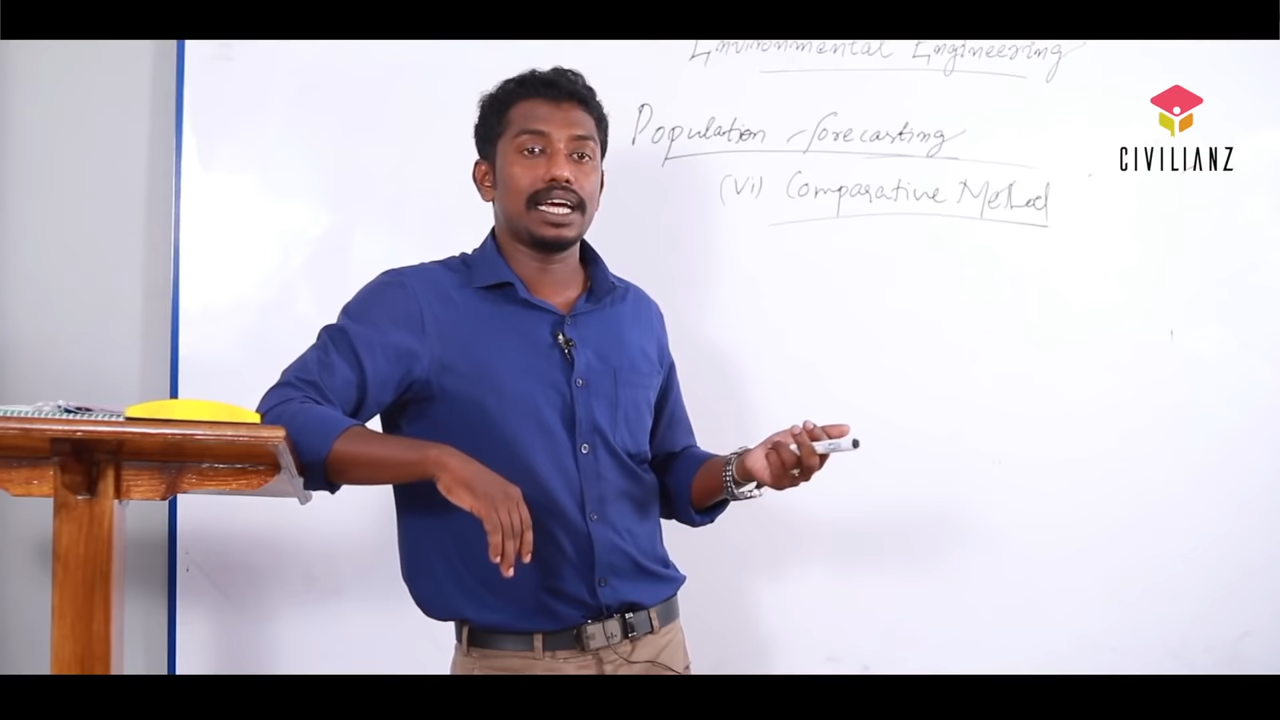 Environmental Engineering
Population forecasting
(Vi) Comparative Method
CIVILIANZ